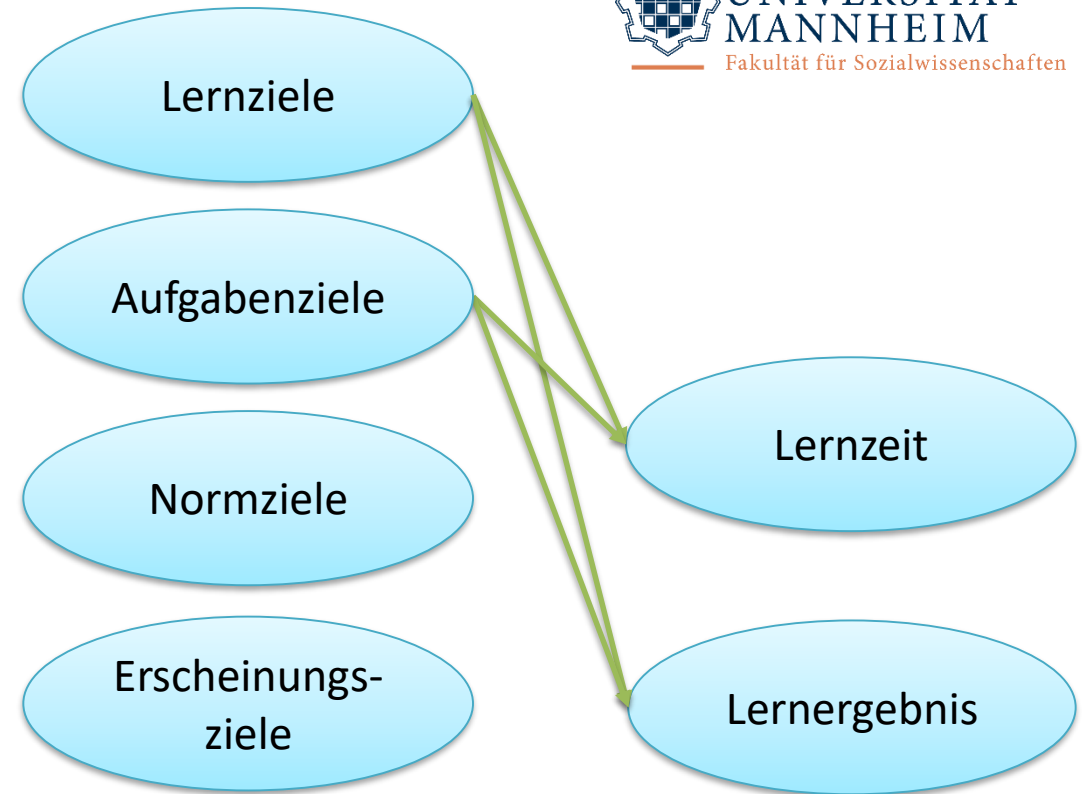 MANNHEIM
Fakultät für Sozialwissenschaften
Lernziele
Aufgabenziele
Normziele
Erscheinungs-
ziele
Lernzeit
Lernergebnis